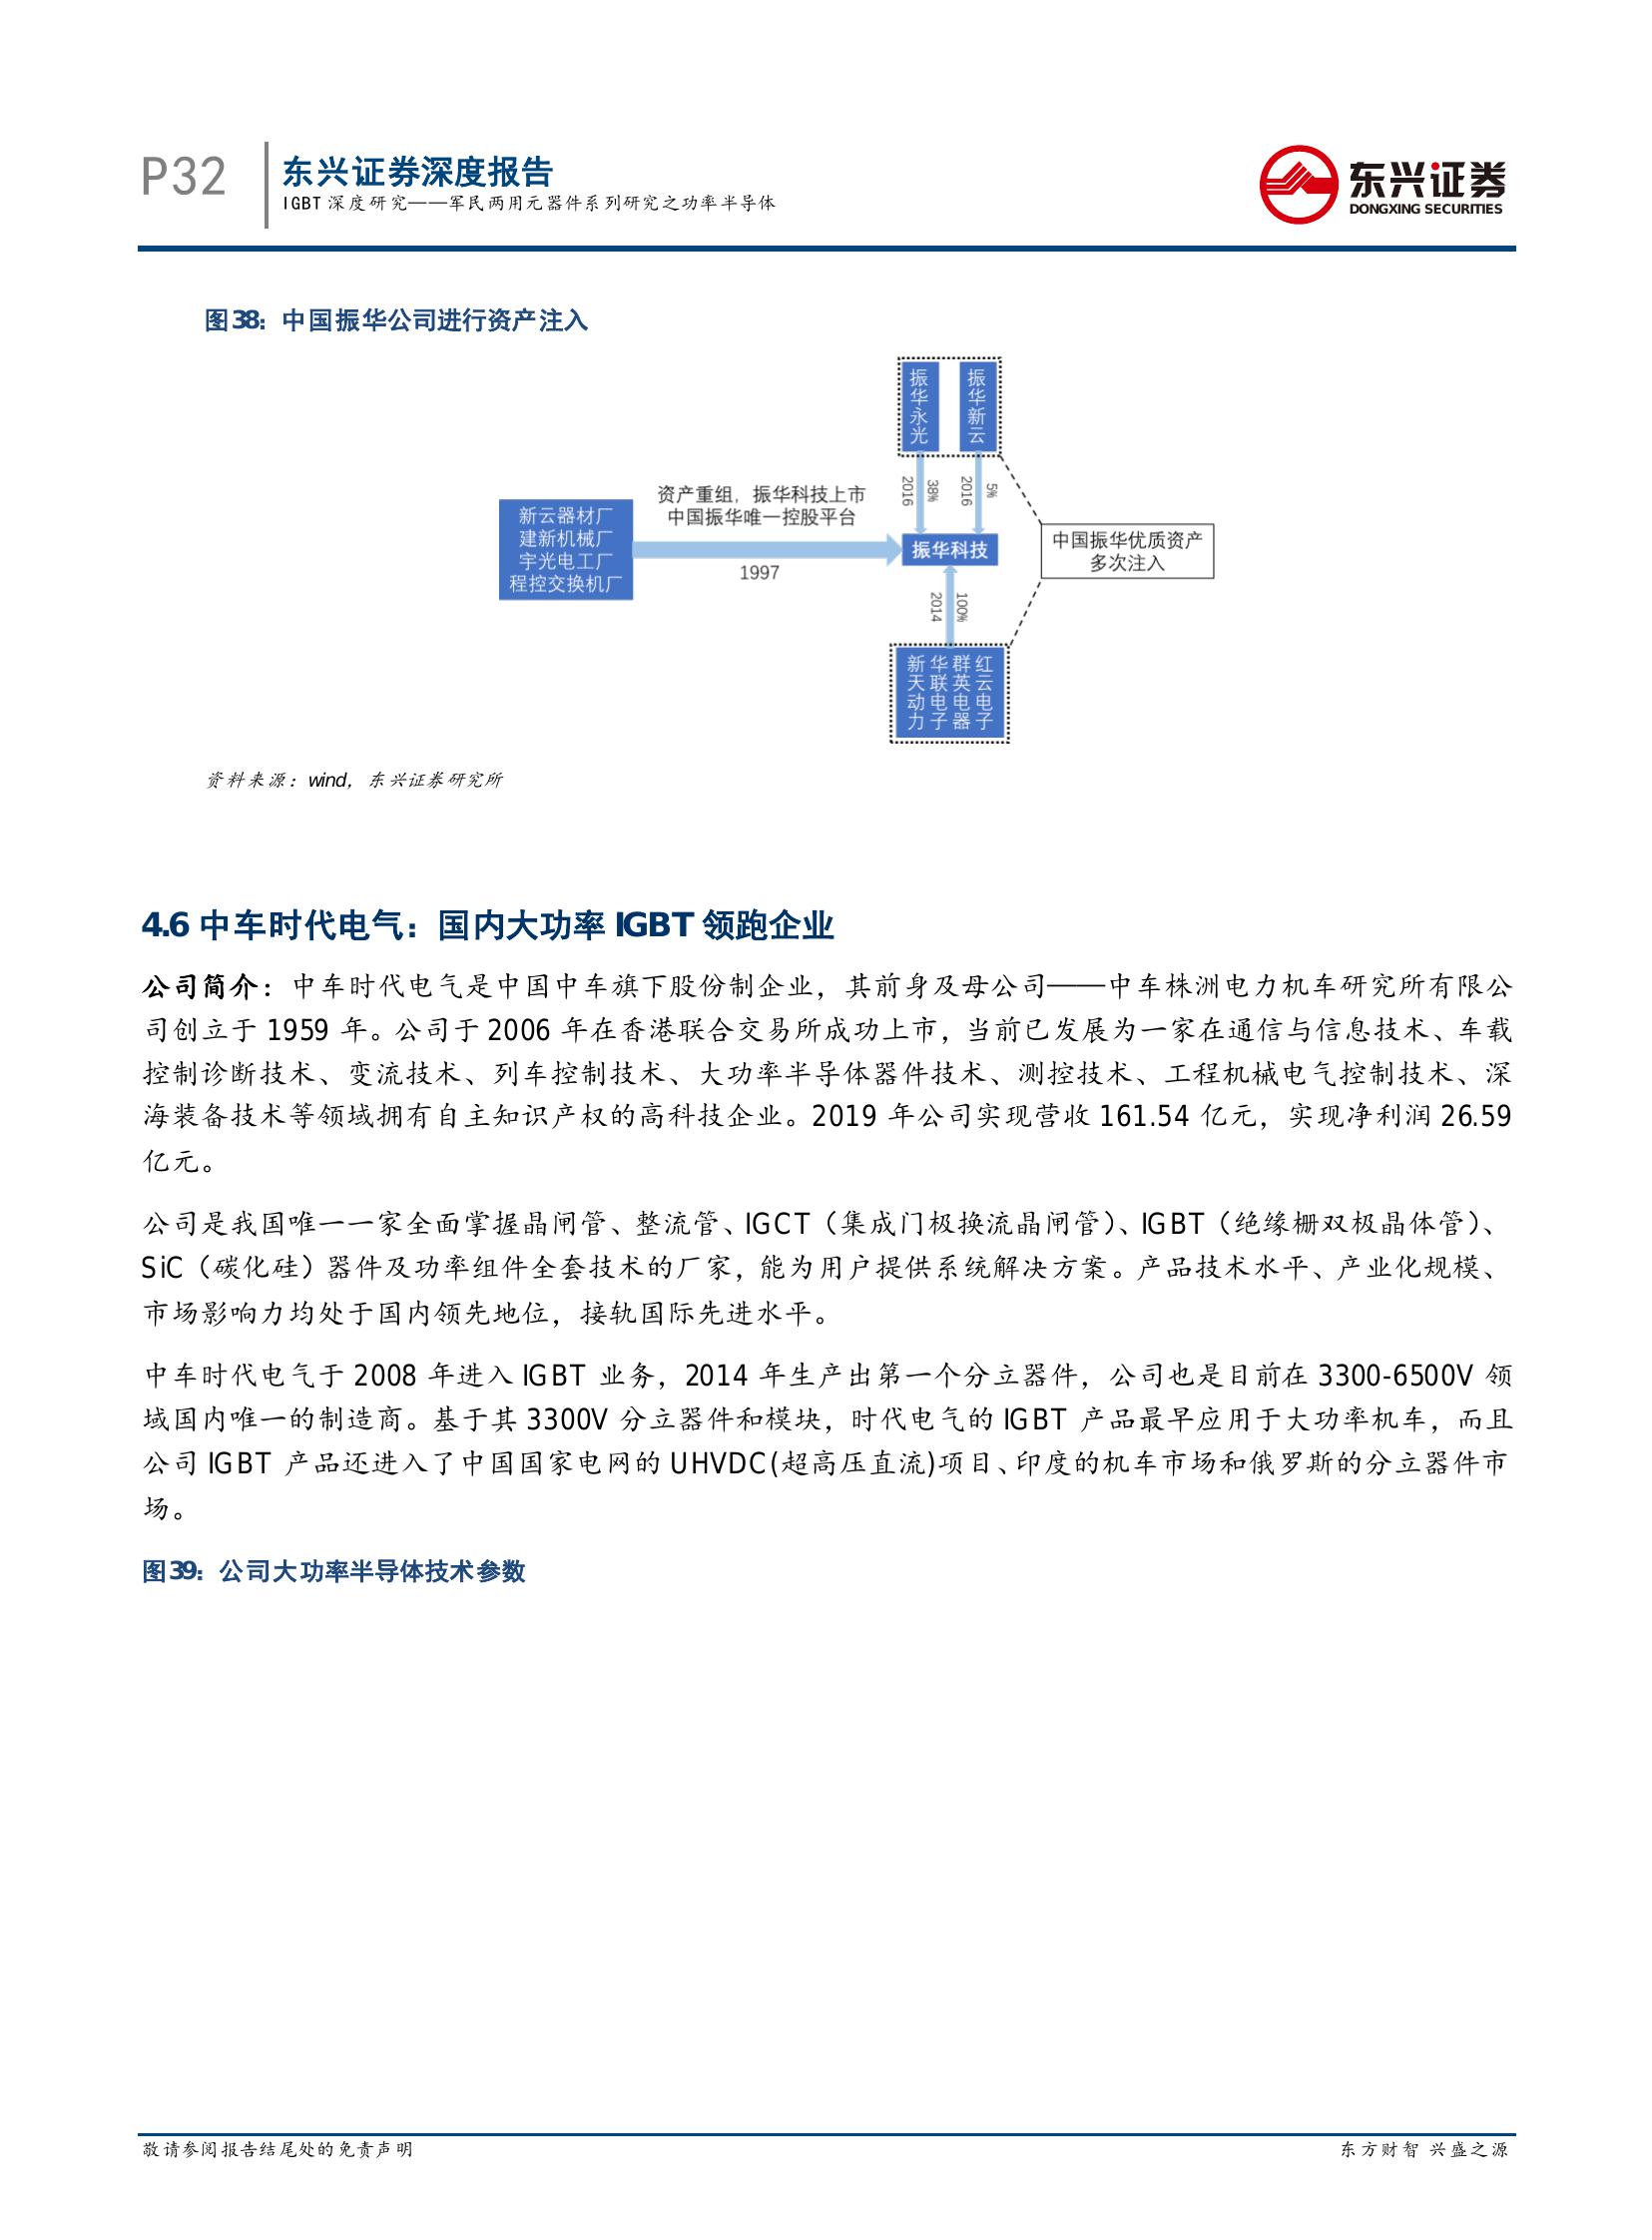 P32
东兴证券深度报告
IGBT 深度研究——军民两用元器件系列研究之功率半导体
东兴证券
DONGXING SECURITIES
图38：中国振华公司进行资产注入
振华永光
振华新云
2016
38%
2016
5%
资产重组，振华科技上市
中国振华唯一控股平台
1997
新云器材厂
建新机械厂
宇光电工厂
程控交换机厂
振华科技
中国振华优质资产
多次注入
2014
100%
新天动力
华联电子
群英电器
红云电子
资料来源：wind，东兴证券研究所
4.6 中车时代电气：国内大功率 IGBT 领跑企业
公司简介：中车时代电气是中国中车旗下股份制企业，其前身及母公司——中车株洲电力机车研究所有限公
司创立于 1959 年。公司于 2006 年在香港联合交易所成功上市，当前已发展为一家在通信与信息技术、车载
控制诊断技术、变流技术、列车控制技术、大功率半导体器件技术、测控技术、工程机械电气控制技术、深
海装备技术等领域拥有自主知识产权的高科技企业。2019 年公司实现营收 161.54 亿元，实现净利润 26.59
亿元。
公司是我国唯一一家全面掌握晶闸管、整流管、IGCT（集成门极换流晶闸管）、IGBT（绝缘栅双极晶体管）、
SiC（碳化硅）器件及功率组件全套技术的厂家，能为用户提供系统解决方案。产品技术水平、产业化规模、
市场影响力均处于国内领先地位，接轨国际先进水平。
中车时代电气于 2008 年进入 IGBT 业务，2014 年生产出第一个分立器件，公司也是目前在 3300-6500V 领
域国内唯一的制造商。基于其 3300V 分立器件和模块，时代电气的 IGBT 产品最早应用于大功率机车，而且
公司 IGBT 产品还进入了中国国家电网的 UHVDC(超高压直流)项目、印度的机车市场和俄罗斯的分立器件市
场。
图39：公司大功率半导体技术参数
敬请参阅报告结尾处的免责声明
东方财智 兴盛之源